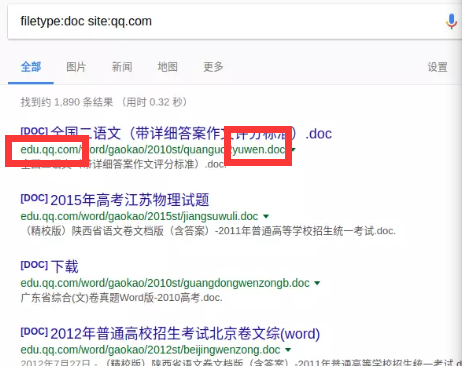 filetype:doc site:qq.com
全部 图片 新闻 地图 更多 设置
找到约 1,890 条结果 （用时 0.32 秒）
[DOC] 全国二语文（带详细答案作文评分标准）.doc
edu.qq.com/word/gaokao/2010st/quanguoeryuwen.doc
全国二语文（带详细答案作文评分标准）.doc.
[DOC] 2015年高考江苏物理试题
edu.qq.com/word/gaokao/2015st/jiangsuwuli.doc
（精校版）陕西省语文卷文档版（含答案）-2011年普通高等学校招生统一考试.doc.
[DOC] 下载
edu.qq.com/word/gaokao/2010st/guangdongwenzongb.doc
广东省综合(文)卷真题Word版-2010高考.doc.
[DOC] 2012年普通高校招生考试北京卷文综(word)
edu.qq.com/word/gaokao/2012st/beijingwenzong.doc
2012年7月27日 - （精校版）陕西省语文卷文档版（含答案）-2011年普通高等学校招生统一考试